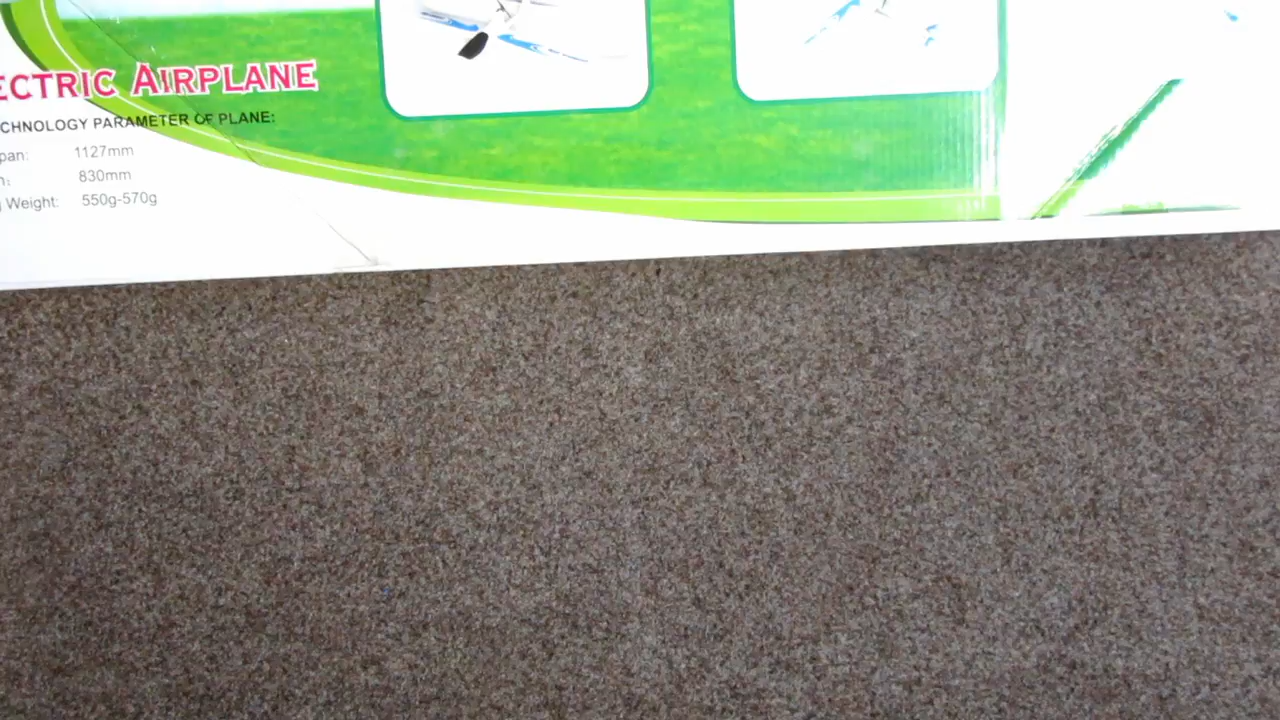 ECTRIC AIRPLANE
CHNOLOGY PARAMETER OF PLANE:
pan: 1127mm
: 830mm
Weight: 550g-570g